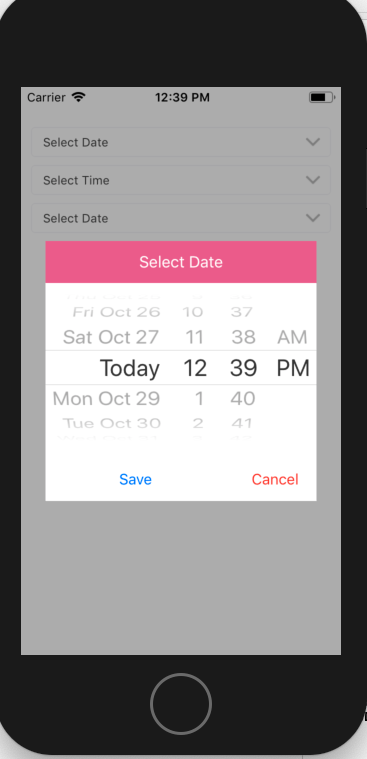 Carrier 12:39 PM
Select Date
Select Time
Select Date
Select Date
Fri Oct 26 10 37
Sat Oct 27 11 38 AM
Today 12 39 PM
Mon Oct 29 1 40
Tue Oct 30 2 41
Save Cancel